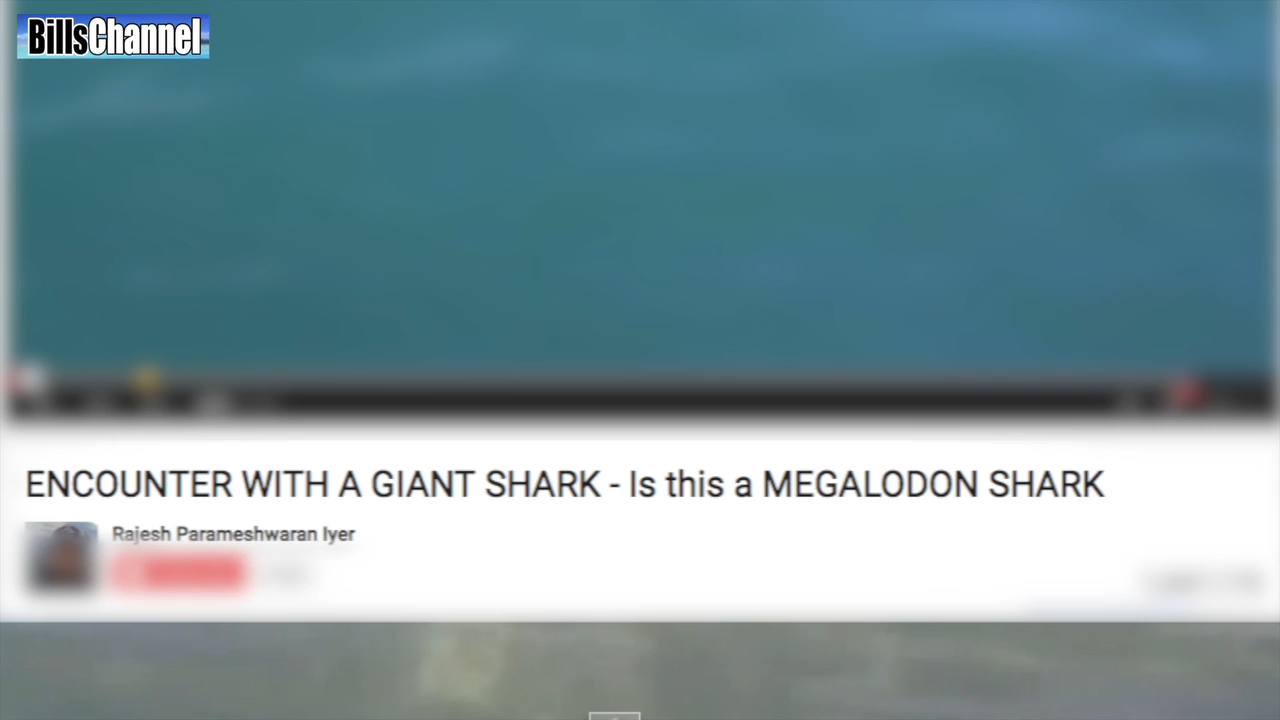 BillsChannel
ENCOUNTER WITH A GIANT SHARK - Is this a MEGALODON SHARK
Rajesh Parameshwaran Iyer